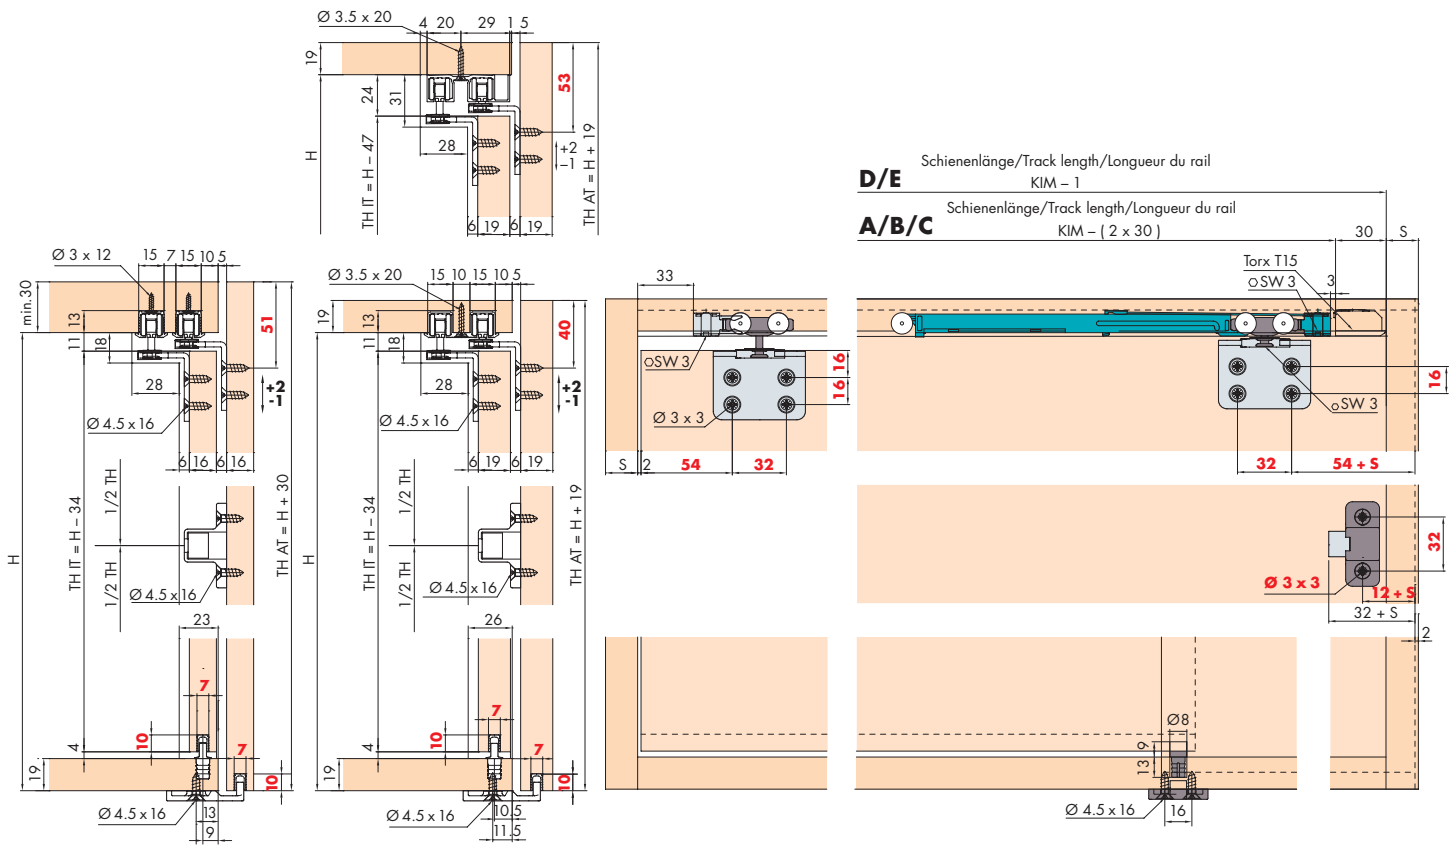 Ø 3.5 x 20
4
20
29
1
5
19
24
31
53
28
+2
–1
H
TH IT = H – 47
TH AT = H + 19
6
19
6
19
Schienenlänge/Track length/Longueur du rail
D/E
KIM – 1
Schienenlänge/Track length/Longueur du rail
A/B/C
KIM – ( 2 x 30 )
30
S
Ø 3 x 12
15
7
15
10
5
min.30
13
11
18
51
28
+2
-1
Ø 4.5 x 16
6
16
6
16
1/2 TH
1/2 TH
TH IT = H – 34
TH AT = H + 30
H
Ø 4.5 x 16
23
7
10
7
4
19
10
Ø 4.5 x 16
13
9
Ø 3.5 x 20
15
10
15
10
5
19
13
11
18
40
28
+2
-1
Ø 4.5 x 16
6
19
6
19
1/2 TH
1/2 TH
TH IT = H – 34
TH AT = H + 19
H
Ø 4.5 x 16
26
7
10
7
4
19
10
Ø 4.5 x 16
10.5
11.5
33
SW 3
16
16
Ø 3 x 3
S
2
54
32
Torx T15
SW 3
3
16
SW 3
32
54 + S
32
Ø 3 x 3
12 + S
32 + S
2
Ø8
9
13
Ø 4.5 x 16
16